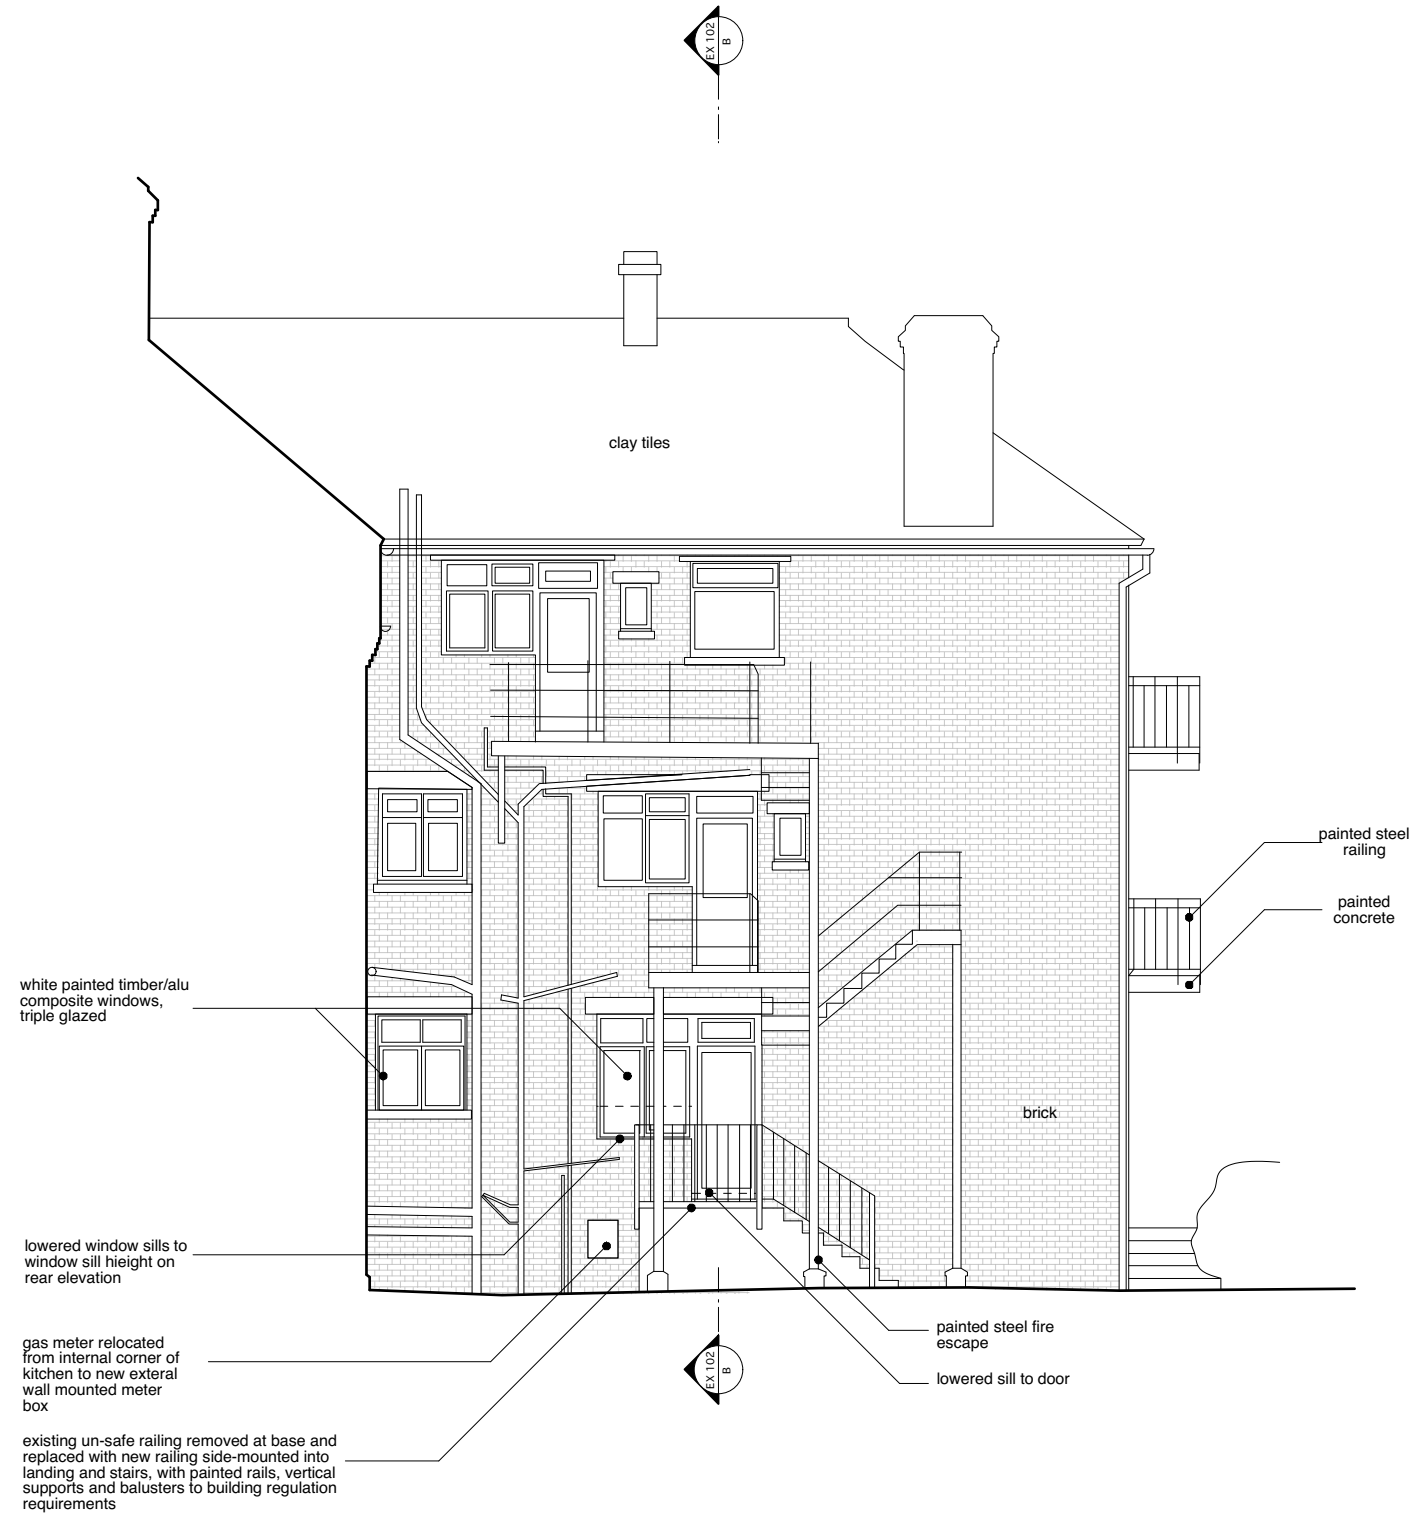 EX 102
B
clay tiles
painted steel
railing
painted
concrete
white painted timber/alu
composite windows,
triple glazed
brick
lowered window sills to
window sill hieight on
rear elevation
gas meter relocated
from internal corner of
kitchen to new exteral
wall mounted meter
box
painted steel fire
escape
lowered sill to door
EX 102
B
existing un-safe railing removed at base and
replaced with new railing side-mounted into
landing and stairs, with painted rails, vertical
supports and balusters to building regulation
requirements